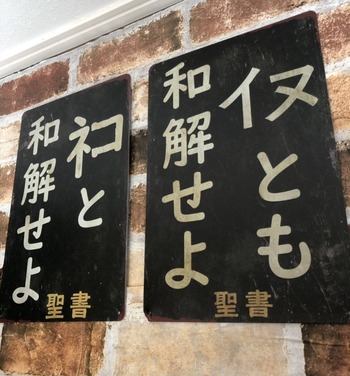 ネコと
和解せよ
聖書
イヌとも
和解せよ
聖書